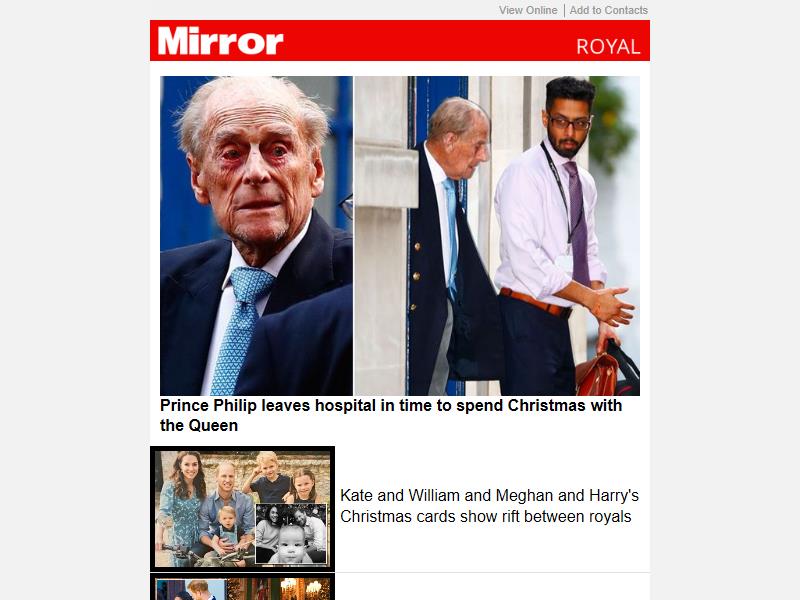 View Online | Add to Contacts
Mirror
ROYAL
Prince Philip leaves hospital in time to spend Christmas with
the Queen
Kate and William and Meghan and Harry's
Christmas cards show rift between royals